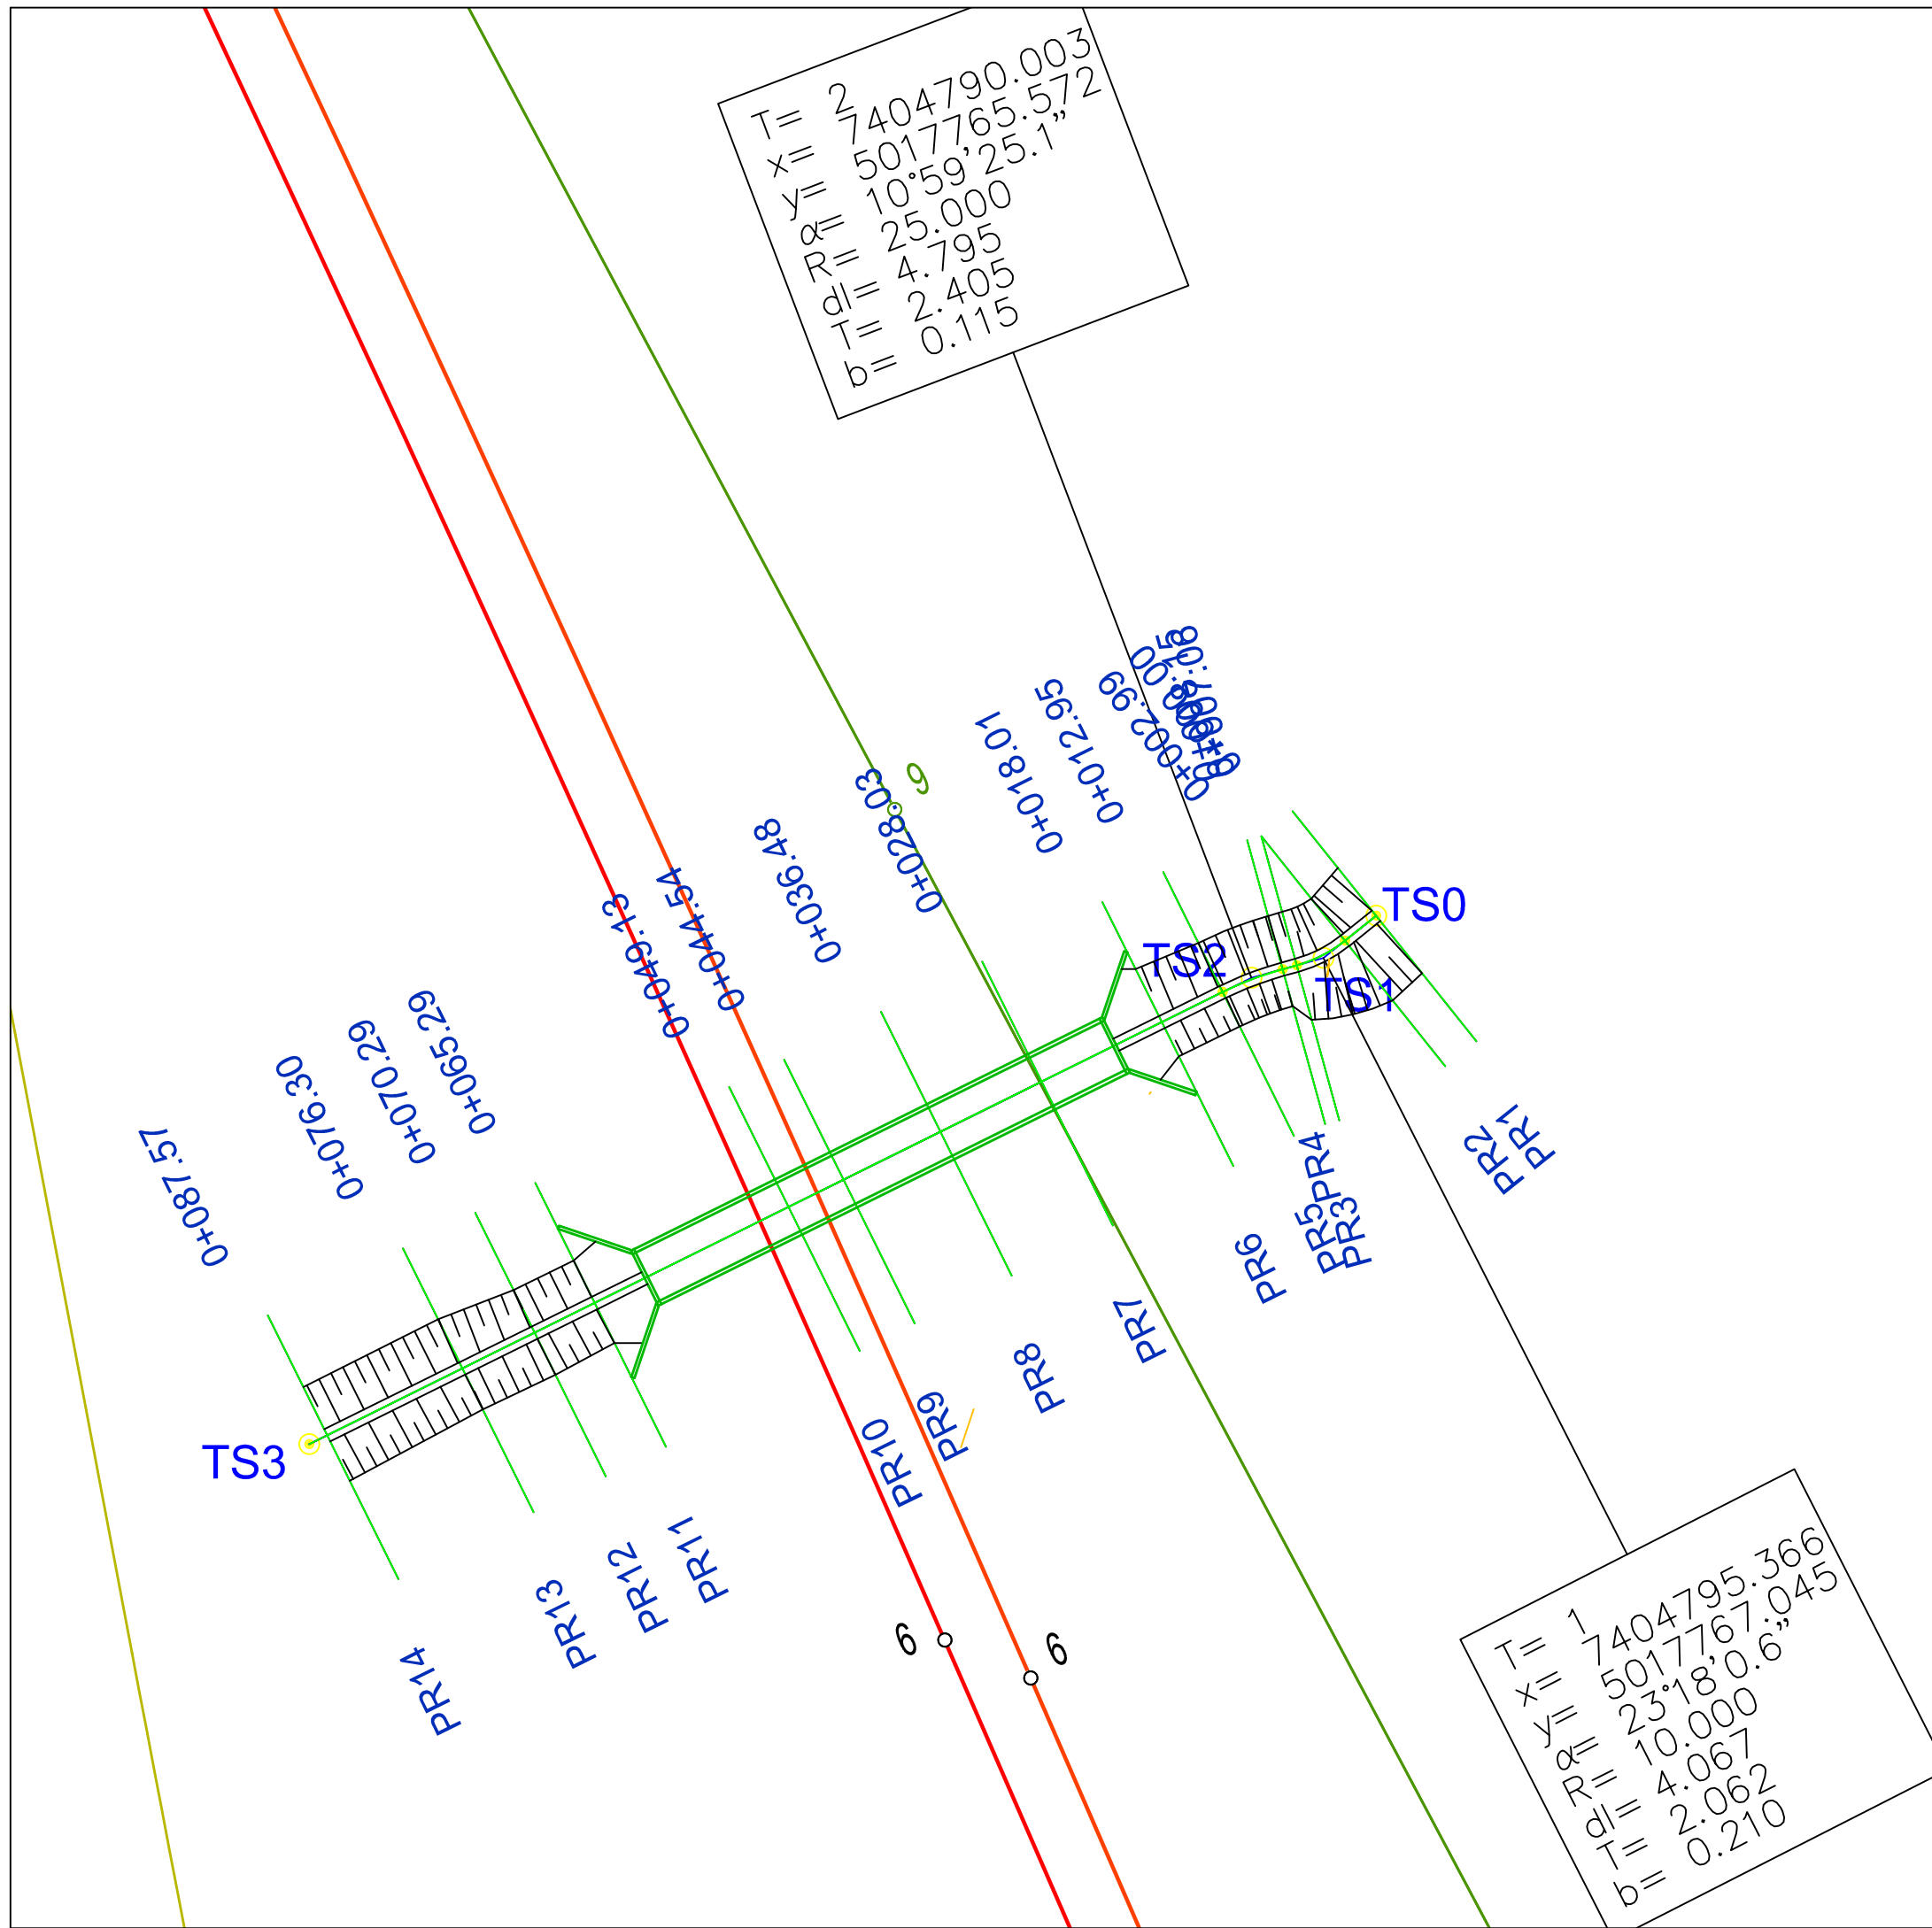 T= 2
x= 7404790.003
y= 5017765.572
α= 10°59'25.1"
R= 25.000
dl= 4.795
T= 2.405
b= 0.115
0+087.57
0+076.30
0+070.29
0+065.29
0+049.13
0+044.54
0+036.48
0+028.03
9
0+018.01
0+012.95
0+007.99
TS0
TS1
TS2
TS3
PR1
PR2
PR3
PR4
PR5
PR6
PR7
PR8
PR9
PR10
PR11
PR12
PR13
PR14
6
6
T= 1
x= 7404795.366
y= 5017767.045
α= 23°18'0.6"
R= 10.000
dl= 4.067
T= 2.062
b= 0.210